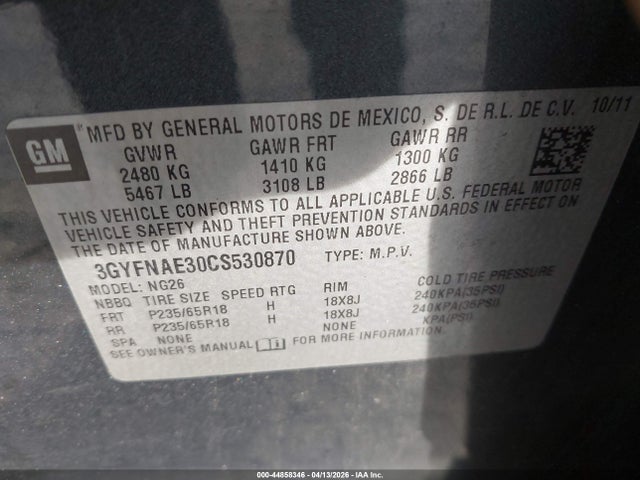 GM
MFD BY GENERAL MOTORS DE MEXICO, S. DE R.L. DE C.V. 10/11
GVWR GAWR FRT GAWR RR
2480 KG 1410 KG 1300 KG
5467 LB 3108 LB 2866 LB
THIS VEHICLE CONFORMS TO ALL APPLICABLE U.S. FEDERAL MOTOR
VEHICLE SAFETY AND THEFT PREVENTION STANDARDS IN EFFECT ON
THE DATE OF MANUFACTURE SHOWN ABOVE.
3GYFNAE30CS530870 TYPE: M.P.V.
MODEL: NG26
NBBQ TIRE SIZE SPEED RTG RIM COLD TIRE PRESSURE
FRT P235/65R18 H 18X8J 240KPA(35PSI)
RR P235/65R18 H 18X8J 240KPA(35PSI)
SPA NONE NONE KPA(PSI)
SEE OWNER'S MANUAL FOR MORE INFORMATION.
000-44858346 - 04/13/2026 - IAA Inc.